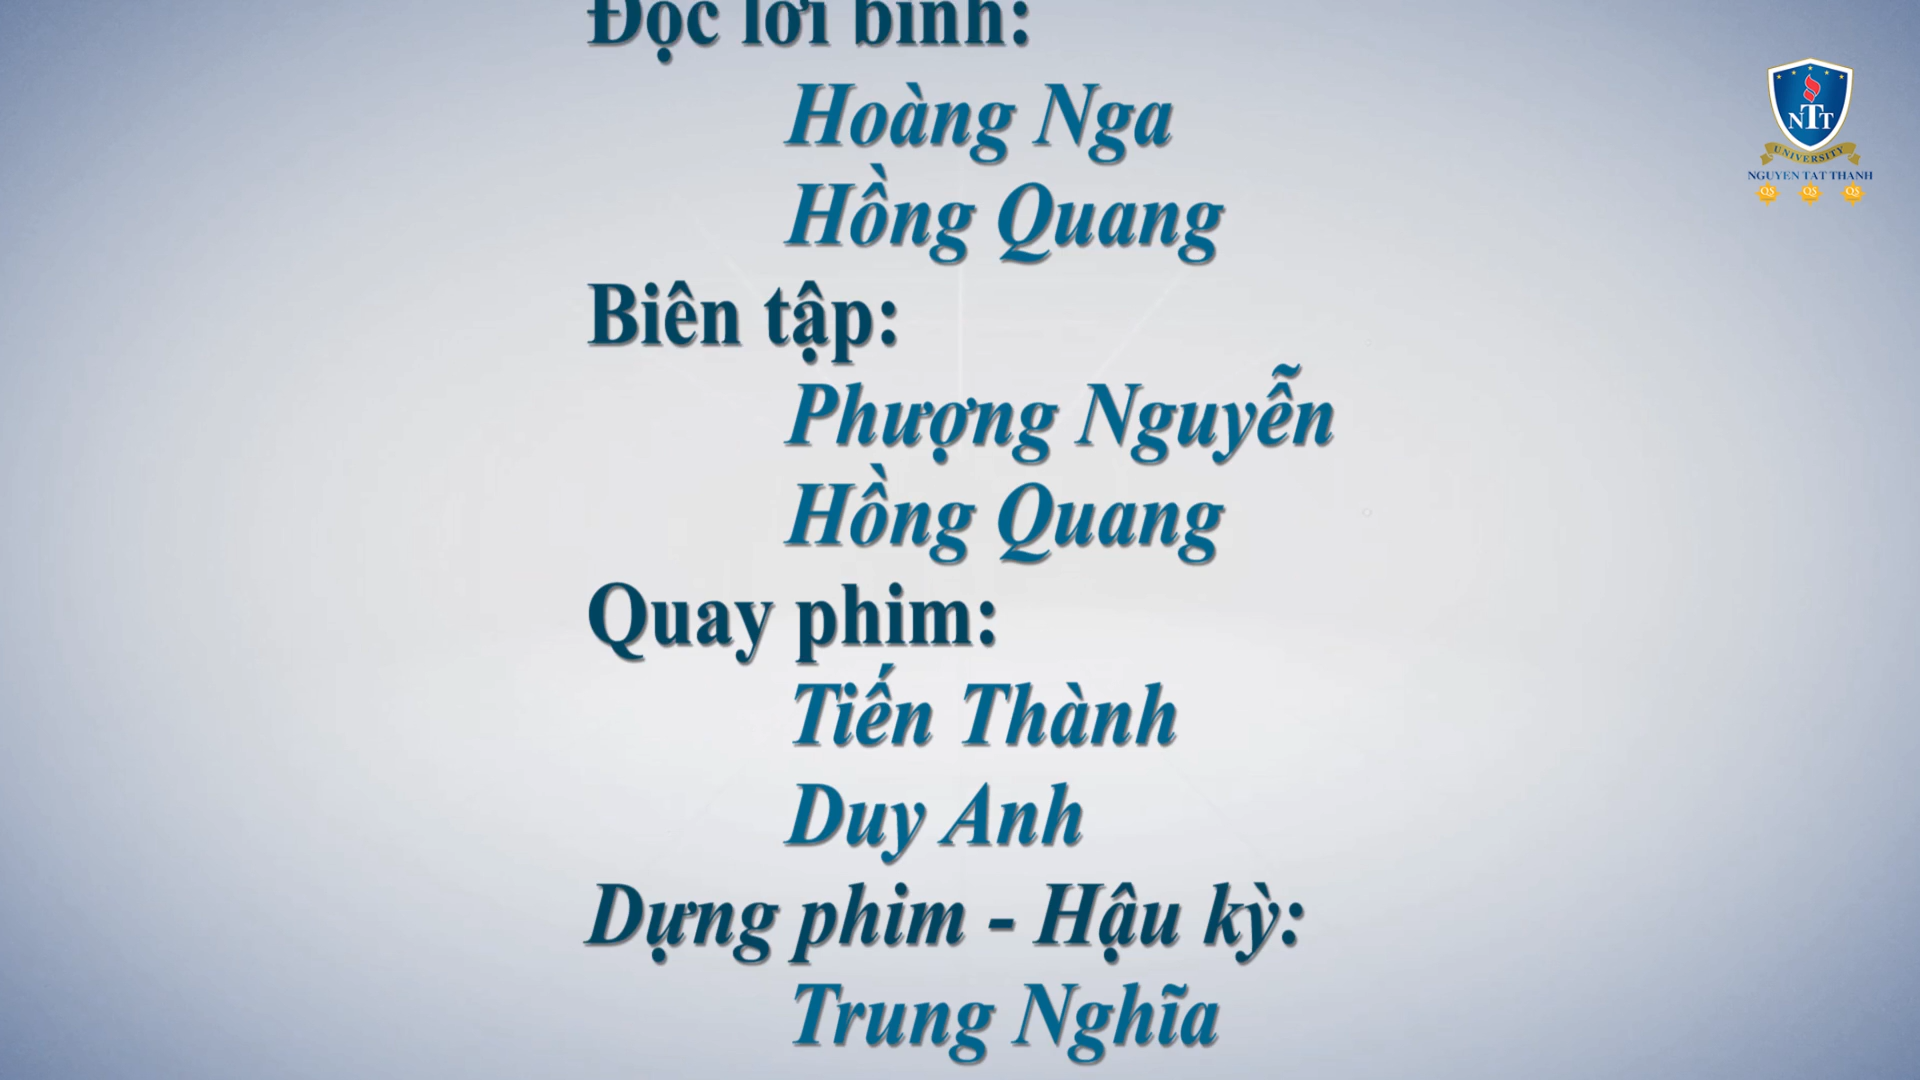 Đọc lời bình:
Hoàng Nga
Hồng Quang
Biên tập:
Phượng Nguyễn
Hồng Quang
Quay phim:
Tiến Thành
Duy Anh
Dựng phim - Hậu kỳ:
Trung Nghĩa
NTT
UNIVERSITY
NGUYEN TAT THANH